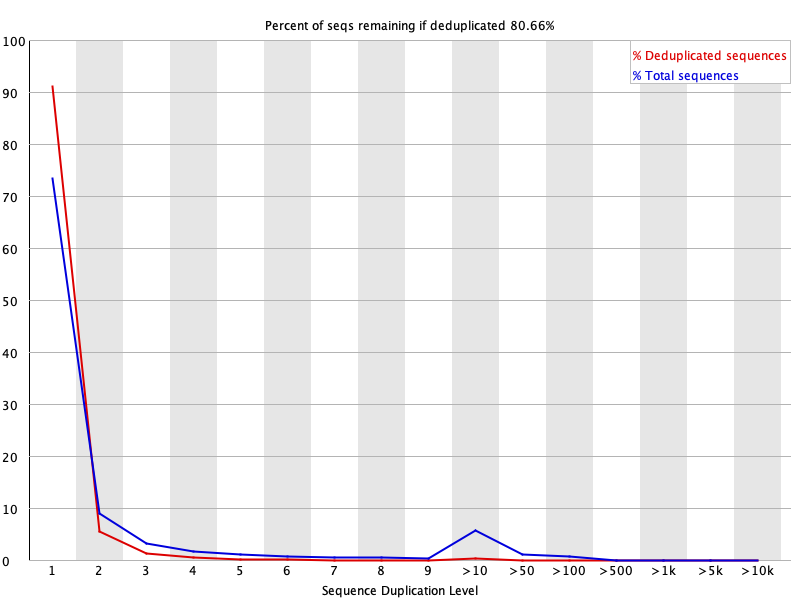 Percent of seqs remaining if deduplicated 80.66%
% Deduplicated sequences
% Total sequences
100
90
80
70
60
50
40
30
20
10
0
1 2 3 4 5 6 7 8 9 >10 >50 >100 >500 >1k >5k >10k
Sequence Duplication Level